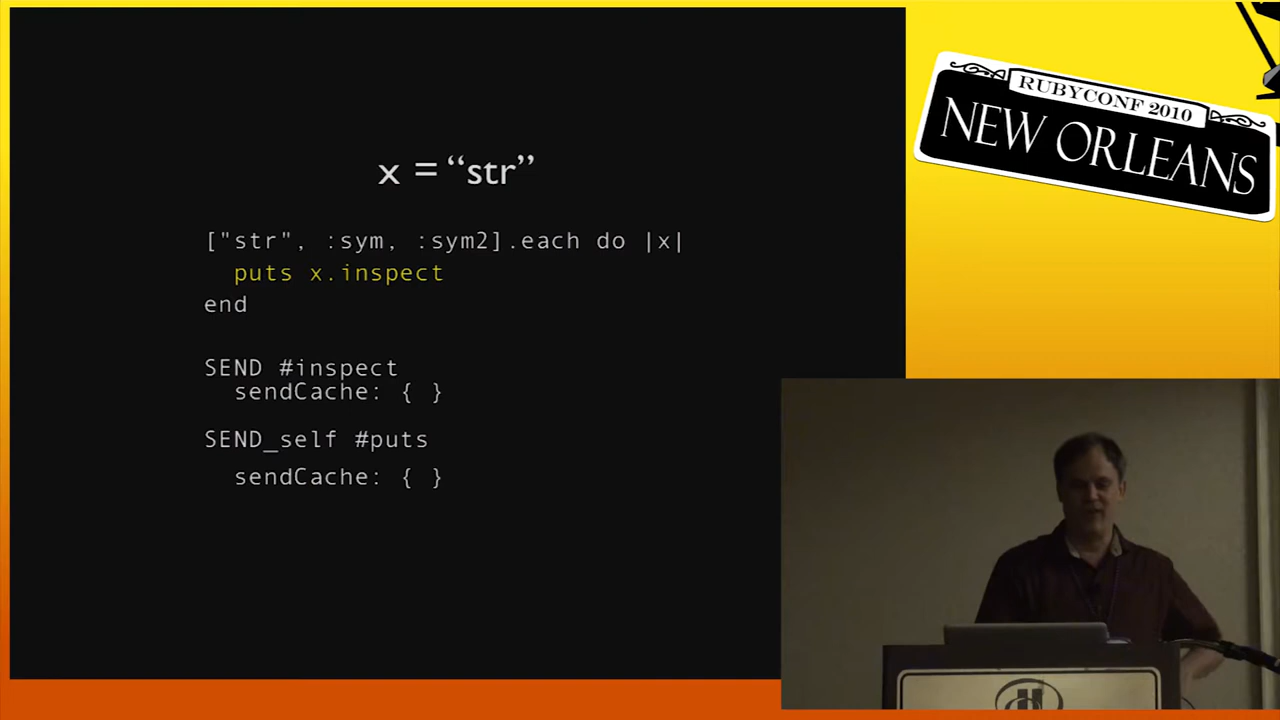 x = “str”
["str", :sym, :sym2].each do |x|
  puts x.inspect
end
SEND #inspect
  sendCache: { }
SEND_self #puts
  sendCache: { }
RUBYCONF 2010
NEW ORLEANS